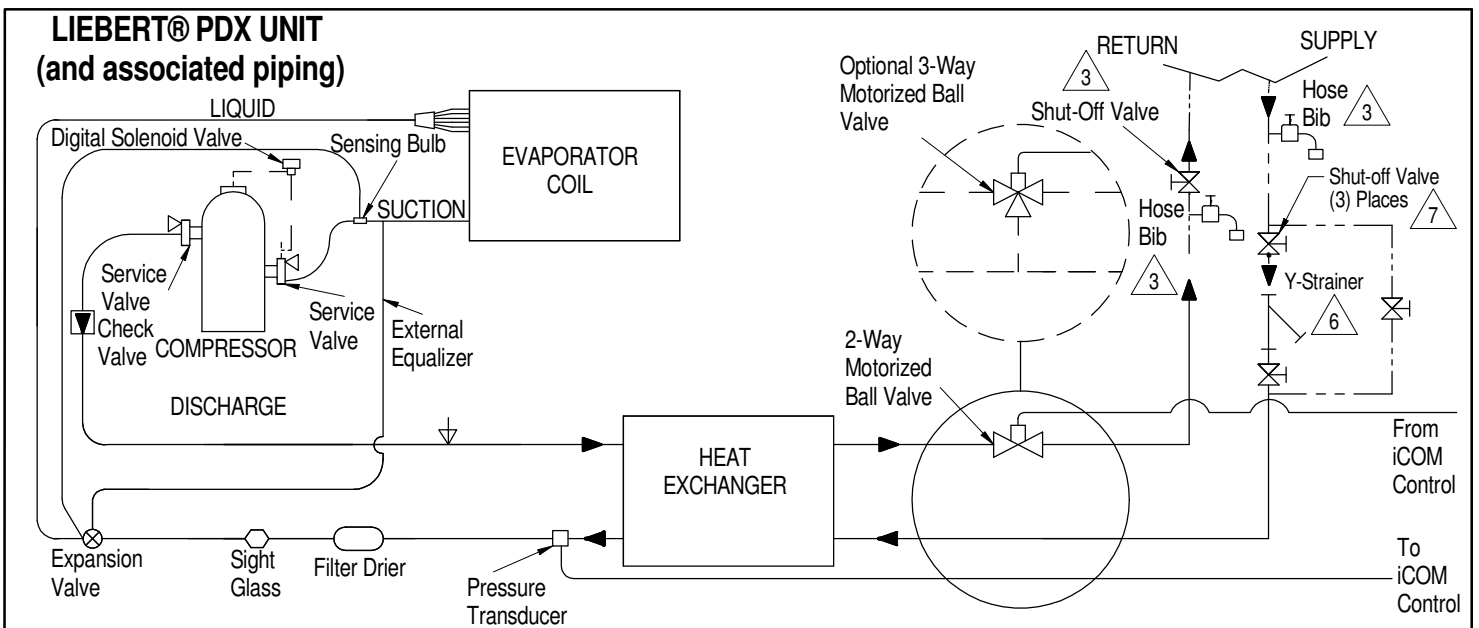 LIEBERT® PDX UNIT
(and associated piping)
LIQUID
Digital Solenoid Valve
Sensing Bulb
EVAPORATOR
COIL
SUCTION
Service
Valve
Check
Valve
COMPRESSOR
Service
Valve
External
Equalizer
DISCHARGE
Expansion
Valve
Sight
Glass
Filter Drier
Pressure
Transducer
HEAT
EXCHANGER
Optional 3-Way
Motorized Ball
Valve
2-Way
Motorized
Ball Valve
RETURN
SUPPLY
3
Shut-Off Valve
Hose
Bib
3
Hose
Bib
3
Shut-off Valve
(3) Places
7
Y-Strainer
6
From
iCOM
Control
To
iCOM
Control